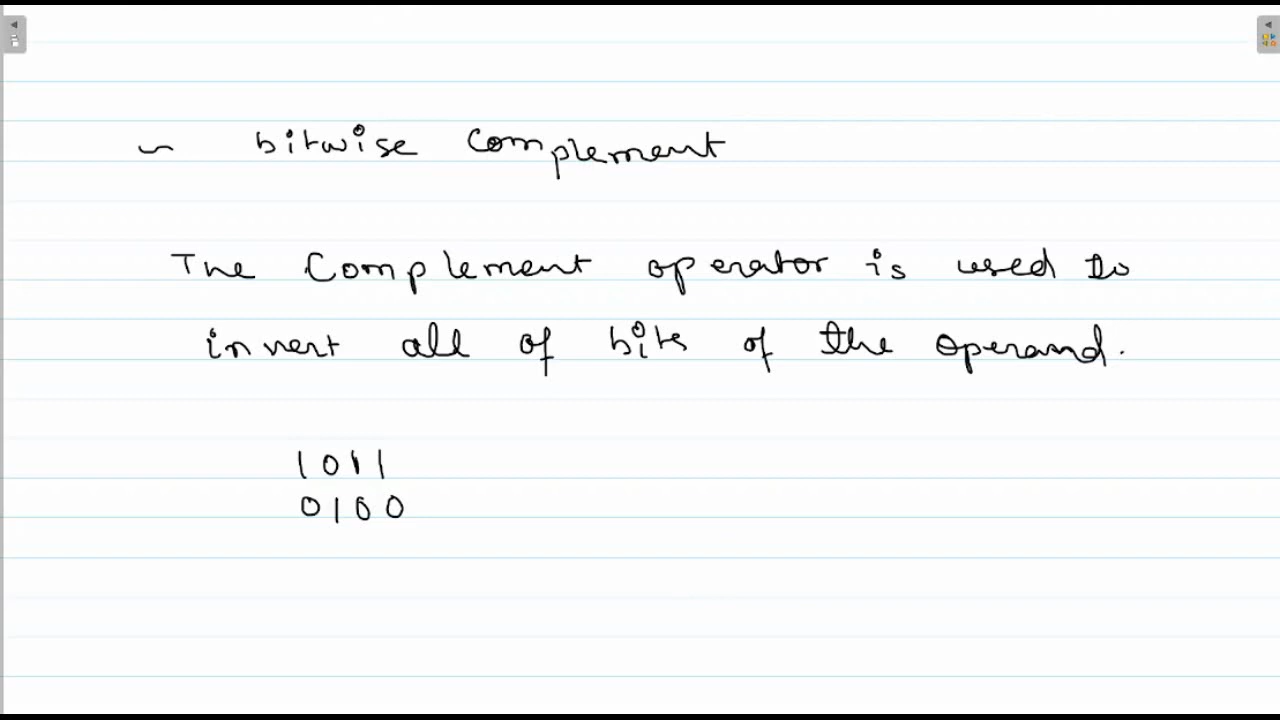 ~ bitwise complement
The Complement operator is used to
invert all of bits of the operand.
1011
0100